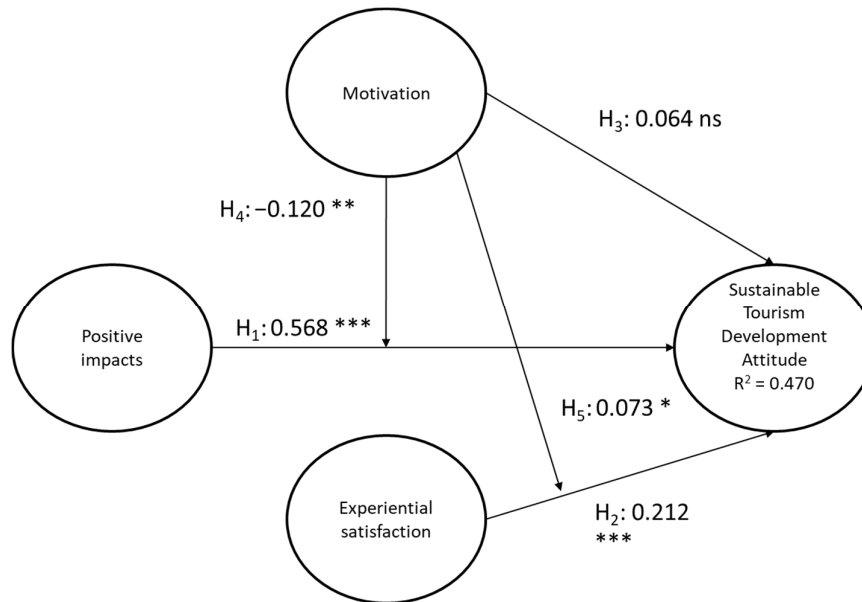 Motivation
H₃: 0.064 ns
H₄: −0.120 **
Positive
impacts
H₁: 0.568 ***
Sustainable
Tourism
Development
Attitude
R² = 0.470
H₅: 0.073 *
Experiential
satisfaction
H₂: 0.212
***